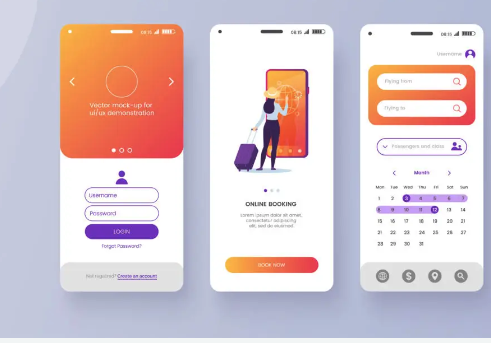 08:15
Vector mock-up for
ui/ux demonstration
Username
Password
LOGIN
Forgot Password?
Not registred? Create an account
08:15
ONLINE BOOKING
Lorem ipsum dolor sit amet,
consectetur adipiscing
elit, sed do eiusmod.
BOOK NOW
08:15
Username
Flying from
Flying to
Passengers and class
Month
Mon Tue Wed Thu Fri Sat Sun
1 2 3 4 5 6 7
8 9 10 11 12 13 14
15 16 17 18 19 20 21
22 23 24 25 26 27
28 29 30 31